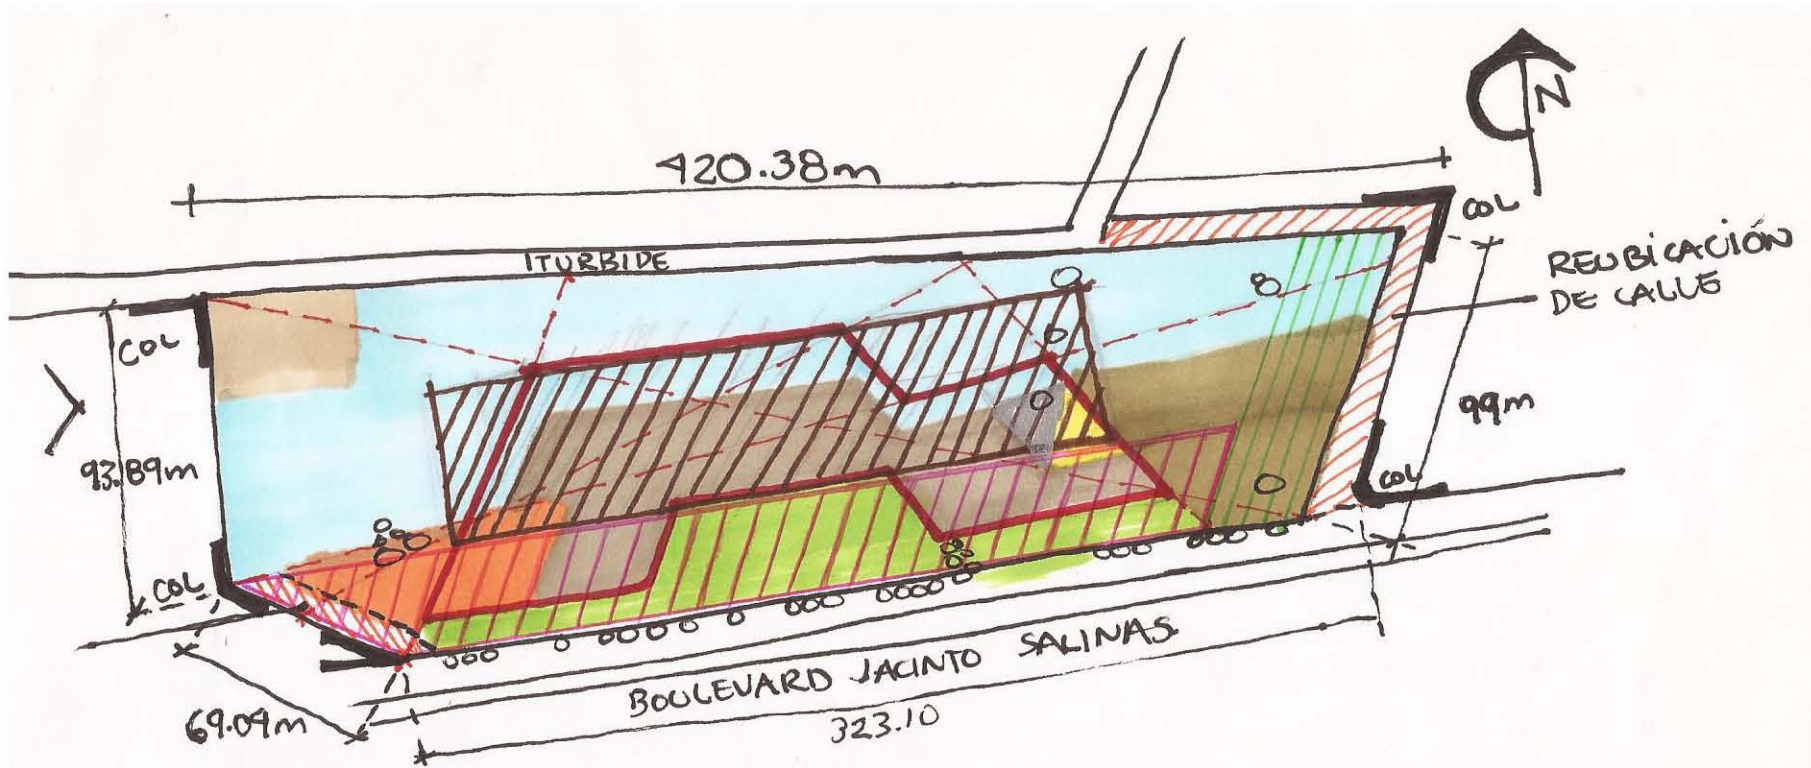 420.38m
N
COL
ITURBIDE
REUBICACIÓN
DE CALLE
COL
99m
93.89m
COL
COL
SALINAS
BOULEVARD JACINTO
69.09m
323.10